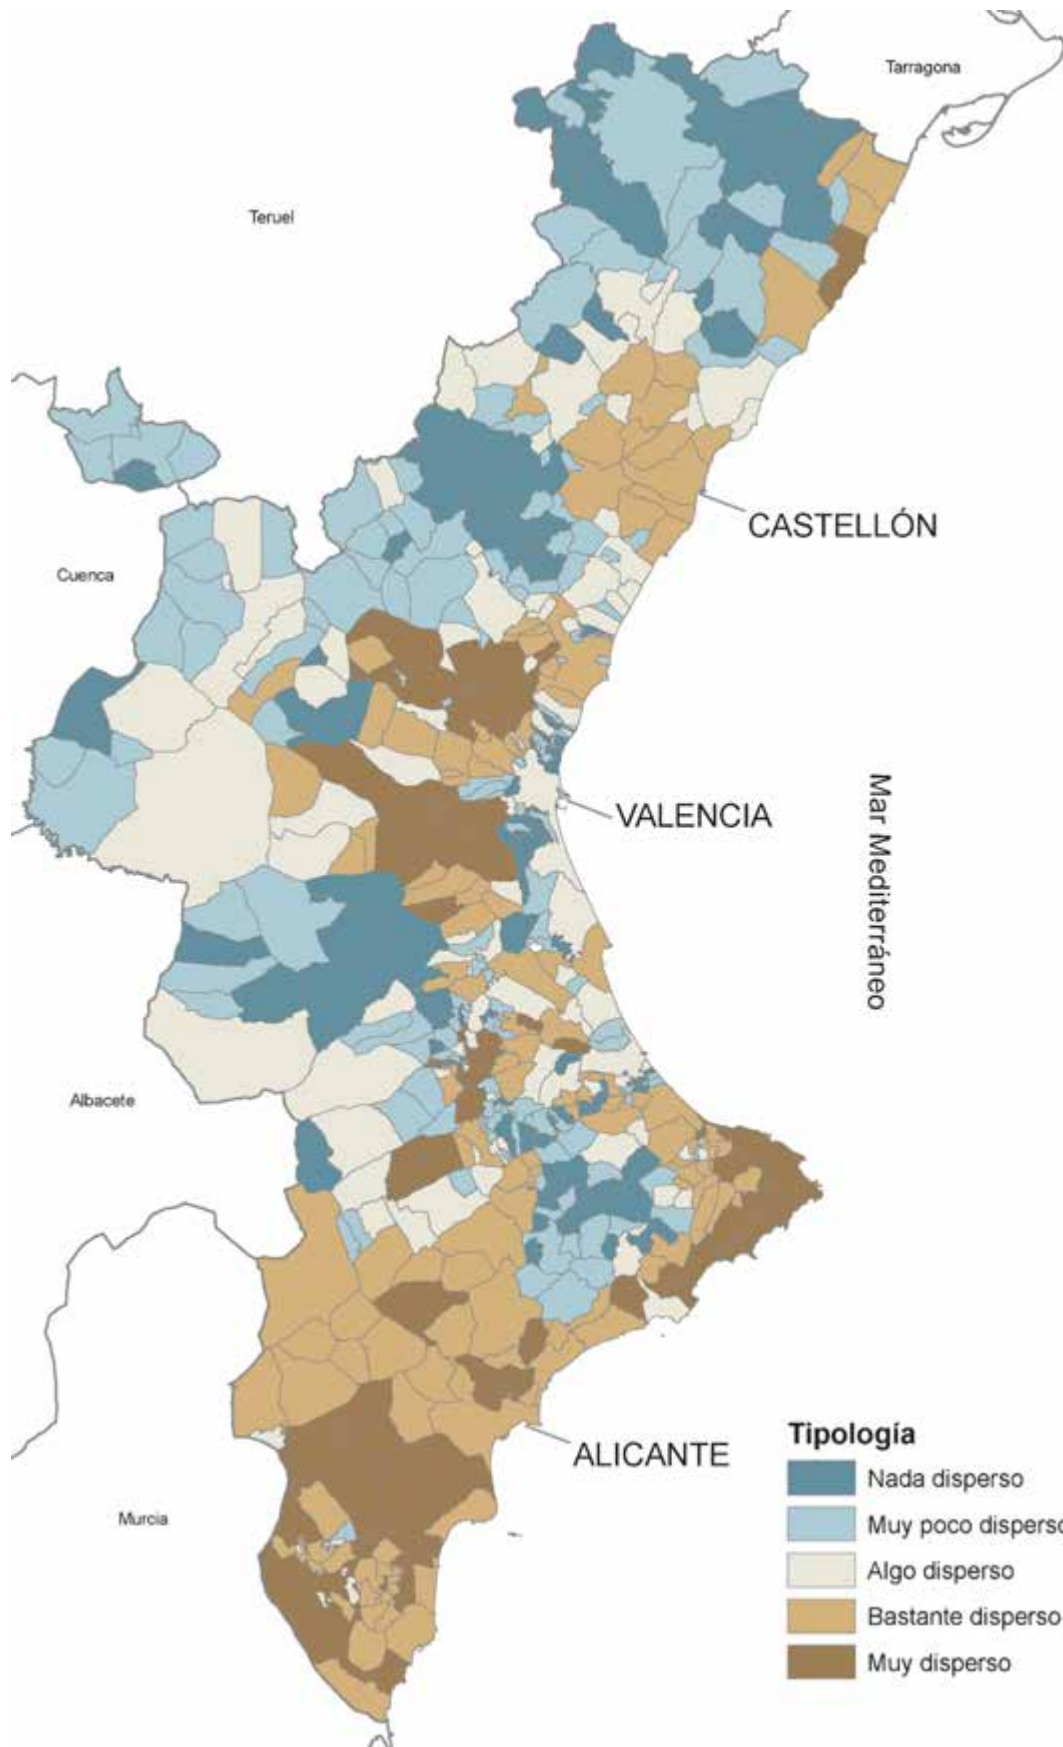 Tarragona
Teruel
CASTELLÓN
Cuenca
VALENCIA
Mar Mediterráneo
Albacete
ALICANTE
Murcia
Tipología
Nada disperso
Muy poco disperso
Algo disperso
Bastante disperso
Muy disperso